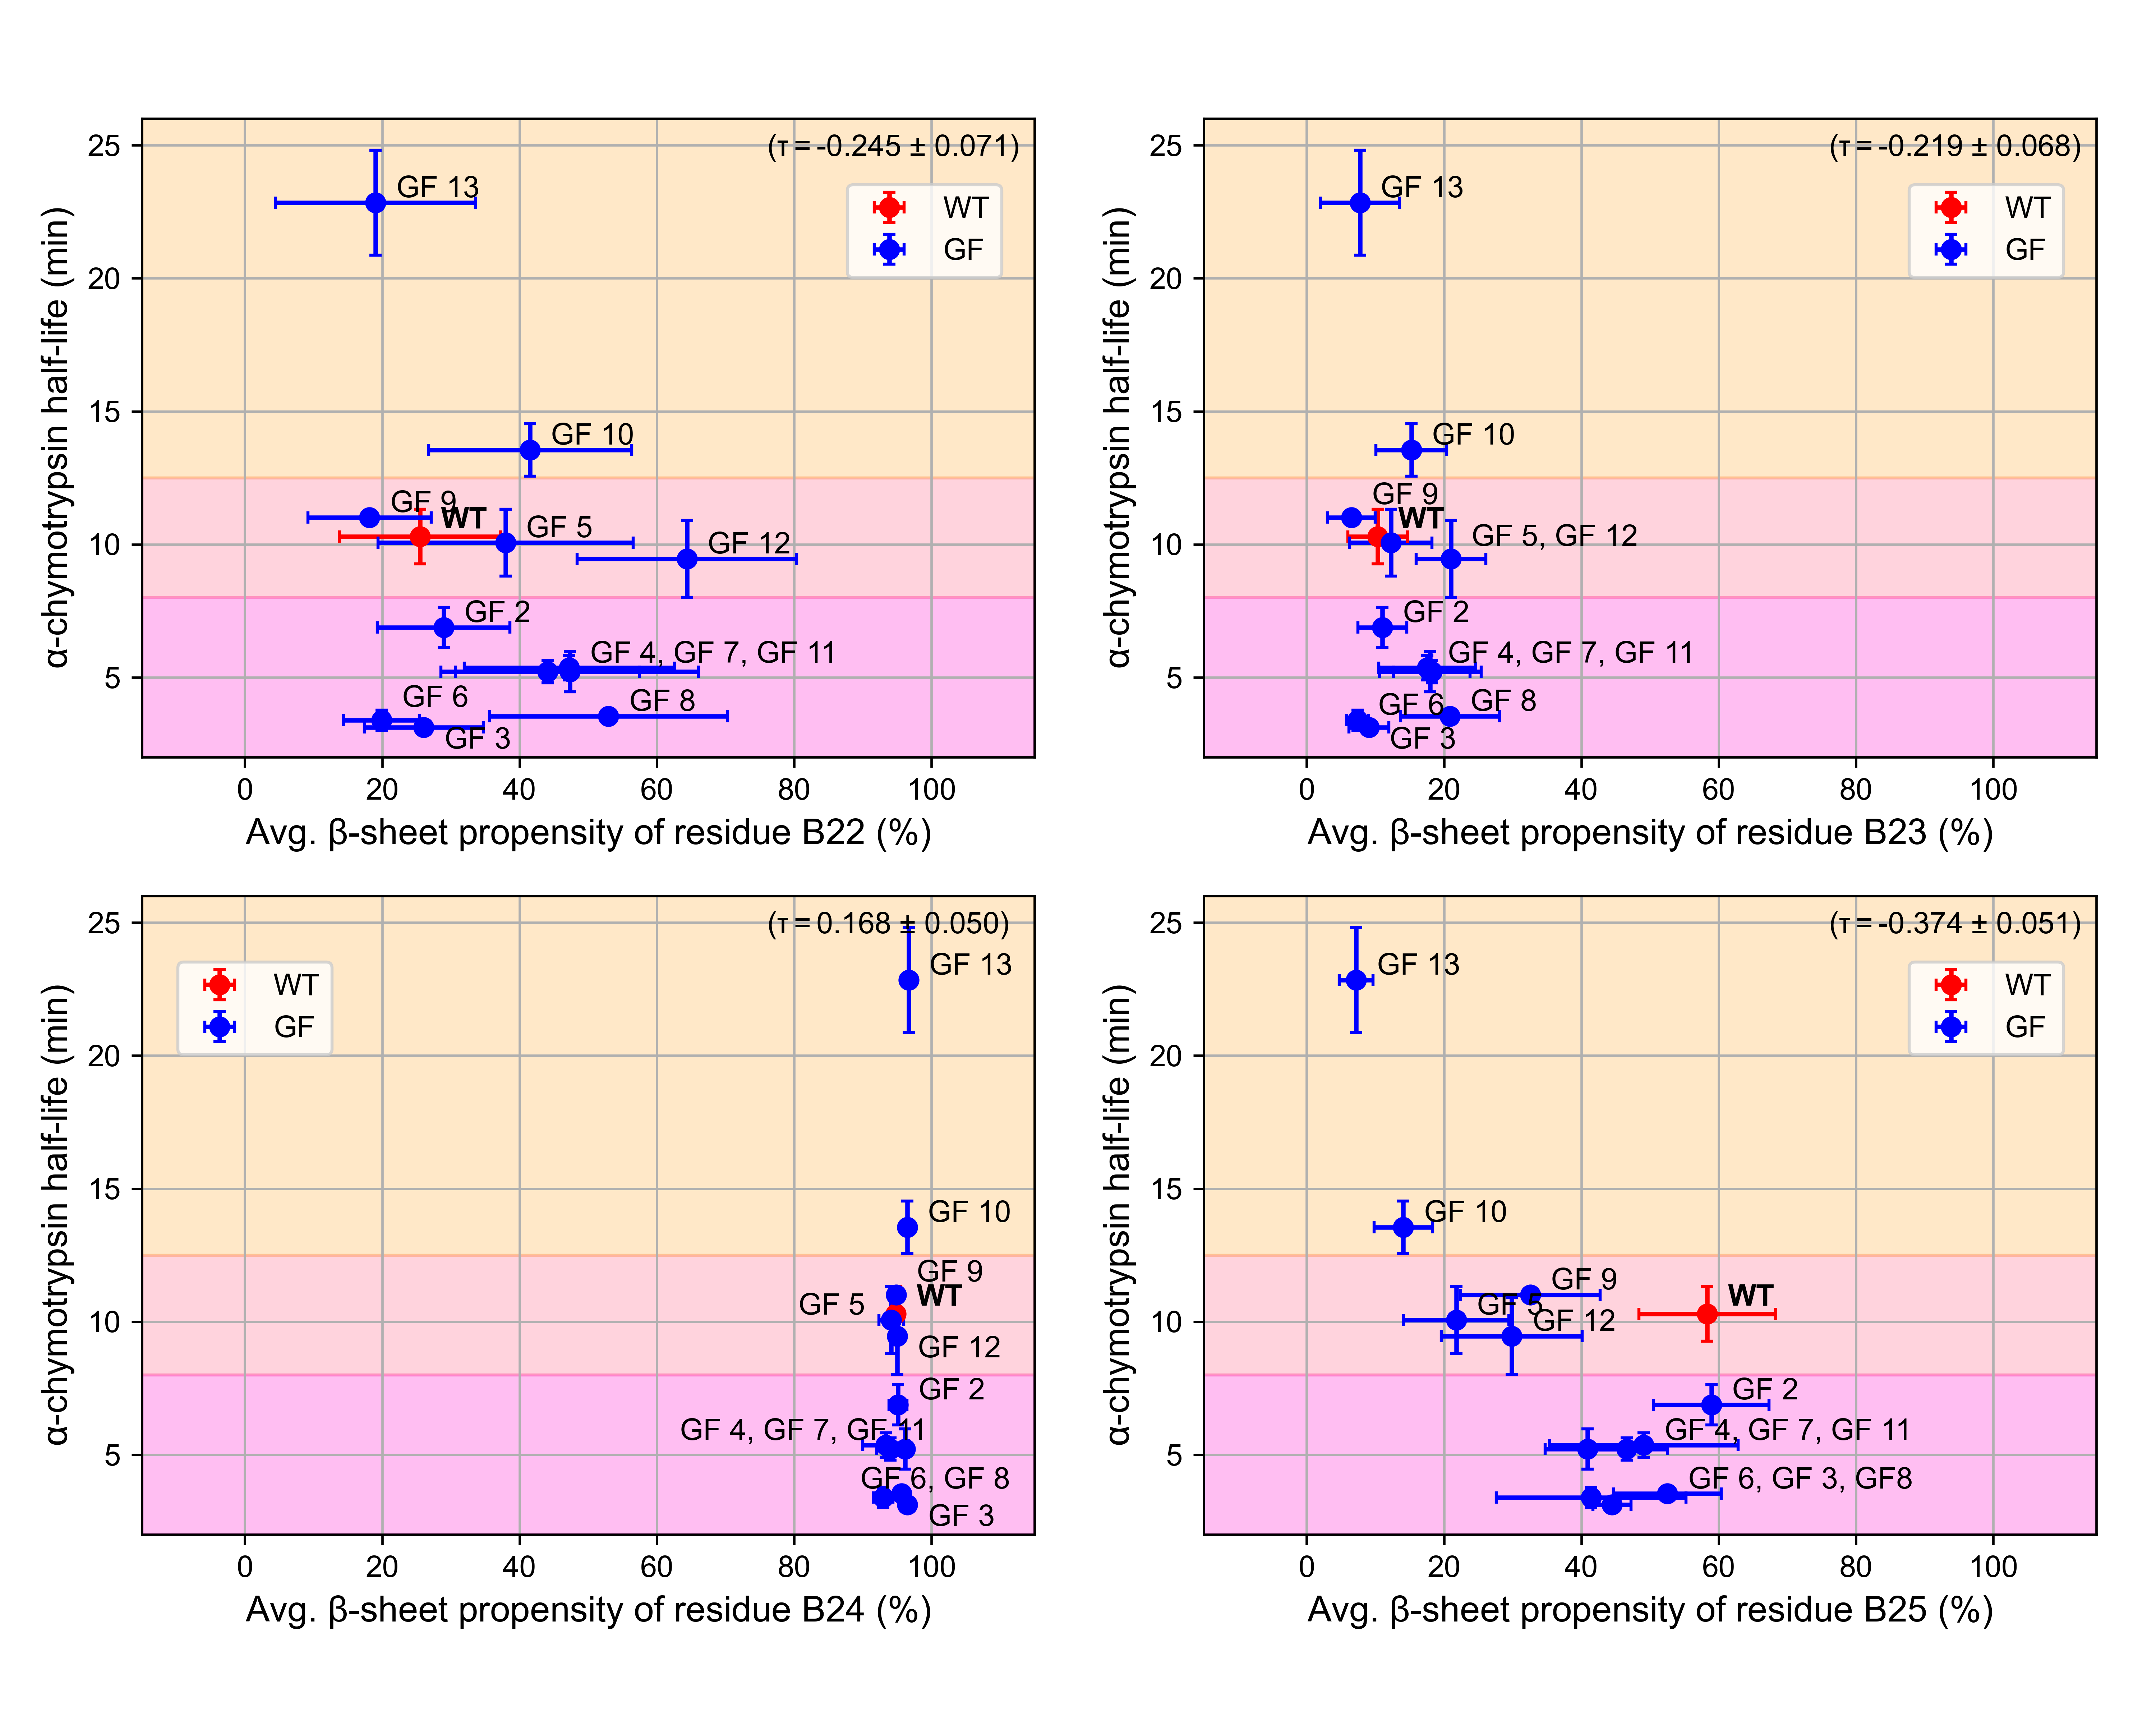 α-chymotrypsin half-life (min)
25
20
15
10
5
(τ = -0.245 ± 0.071)
WT
GF
GF 13
GF 10
GF 9
WT
GF 5
GF 12
GF 2
GF 4, GF 7, GF 11
GF 6
GF 8
GF 3
0 20 40 60 80 100
Avg. β-sheet propensity of residue B22 (%)
α-chymotrypsin half-life (min)
25
20
15
10
5
(τ = -0.219 ± 0.068)
WT
GF
GF 13
GF 10
GF 9
WT
GF 5, GF 12
GF 2
GF 4, GF 7, GF 11
GF 6
GF 8
GF 3
0 20 40 60 80 100
Avg. β-sheet propensity of residue B23 (%)
α-chymotrypsin half-life (min)
25
20
15
10
5
(τ = 0.168 ± 0.050)
WT
GF
GF 13
GF 10
GF 9
WT
GF 5
GF 12
GF 2
GF 4, GF 7, GF 11
GF 6, GF 8
GF 3
0 20 40 60 80 100
Avg. β-sheet propensity of residue B24 (%)
α-chymotrypsin half-life (min)
25
20
15
10
5
(τ = -0.374 ± 0.051)
WT
GF
GF 13
GF 10
GF 9
WT
GF 5
GF 12
GF 2
GF 4, GF 7, GF 11
GF 6, GF 3, GF8
0 20 40 60 80 100
Avg. β-sheet propensity of residue B25 (%)